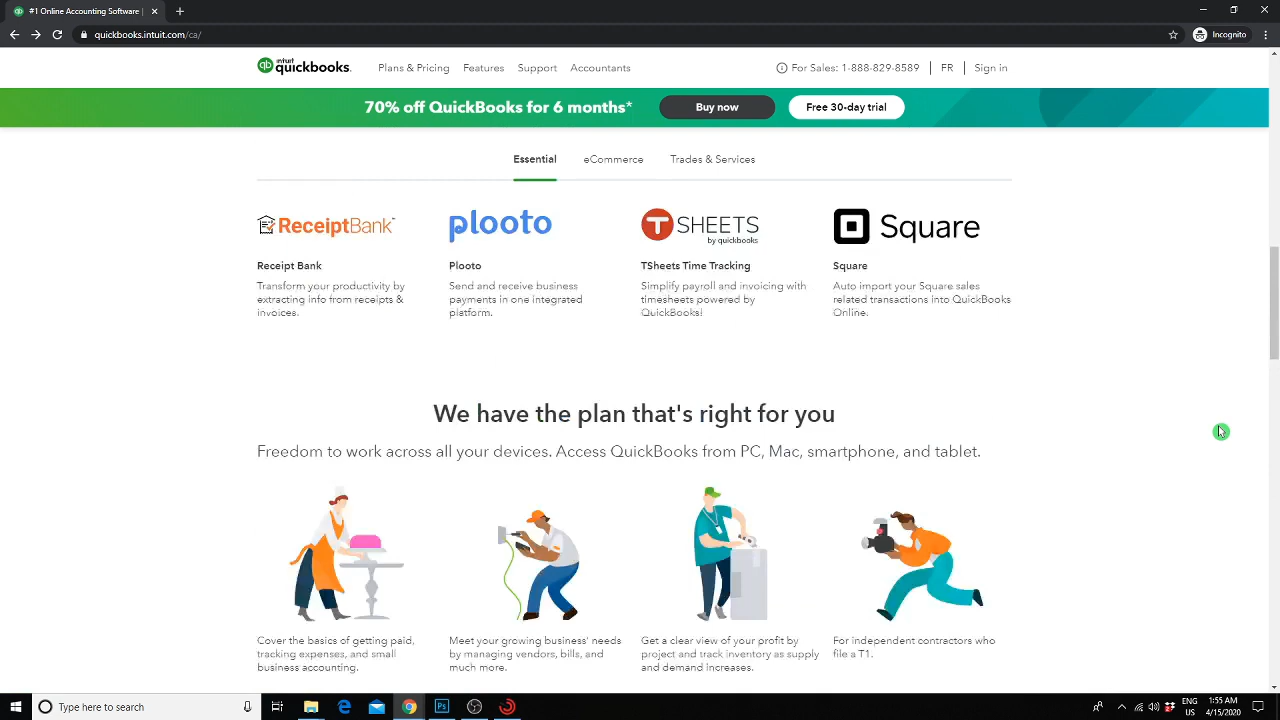 #1 Online Accounting Software |
quickbooks.intuit.com/ca/
Incognito
intuit
quickbooks.
Plans & Pricing
Features
Support
Accountants
For Sales: 1-888-829-8589
FR
Sign in
70% off QuickBooks for 6 months*
Buy now
Free 30-day trial
Essential
eCommerce
Trades & Services
ReceiptBank™
plooto
T SHEETS
by quickbooks
Square
Receipt Bank
Transform your productivity by
extracting info from receipts &
invoices.
Plooto
Send and receive business
payments in one integrated
platform.
TSheets Time Tracking
Simplify payroll and invoicing with
timesheets powered by
QuickBooks!
Square
Auto import your Square sales
related transactions into QuickBooks
Online.
We have the plan that's right for you
Freedom to work across all your devices. Access QuickBooks from PC, Mac, smartphone, and tablet.
Cover the basics of getting paid,
tracking expenses, and small
business accounting.
Meet your growing business' needs
by managing vendors, bills, and
much more.
Get a clear view of your profit by
project and track inventory as supply
and demand increases.
For independent contractors who
file a T1.
Type here to search
Ps
ENG
US
1:55 AM
4/15/2020